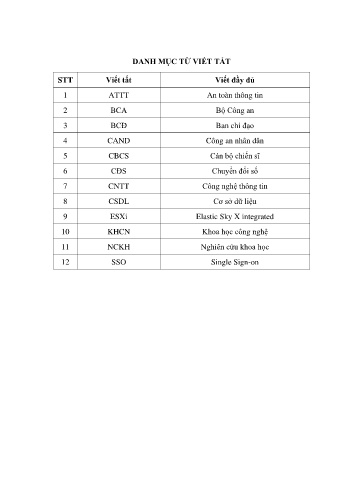 DANH MỤC TỪ VIẾT TẮT
STT Viết tắt Viết đầy đủ
1 ATTT An toàn thông tin
2 BCA Bộ Công an
3 BCĐ Ban chỉ đạo
4 CAND Công an nhân dân
5 CBCS Cán bộ chiến sĩ
6 CĐS Chuyển đổi số
7 CNTT Công nghệ thông tin
8 CSDL Cơ sở dữ liệu
9 ESXi Elastic Sky X integrated
10 KHCN Khoa học công nghệ
11 NCKH Nghiên cứu khoa học
12 SSO Single Sign-on